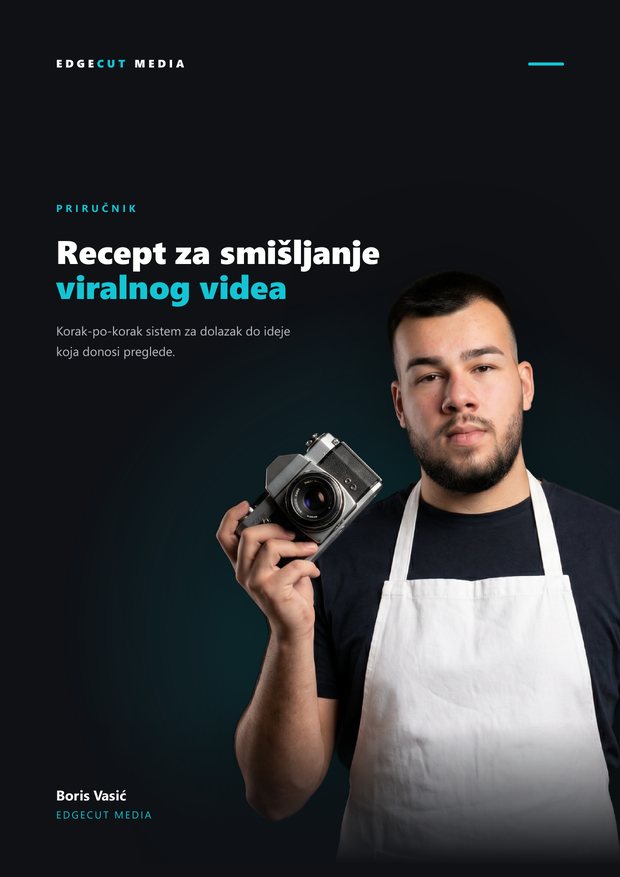 EDGECUT MEDIA
PRIRUČNIK
Recept za smišljanje
viralnog videa
Korak-po-korak sistem za dolazak do ideje
koja donosi preglede.
Boris Vasić
EDGECUT MEDIA